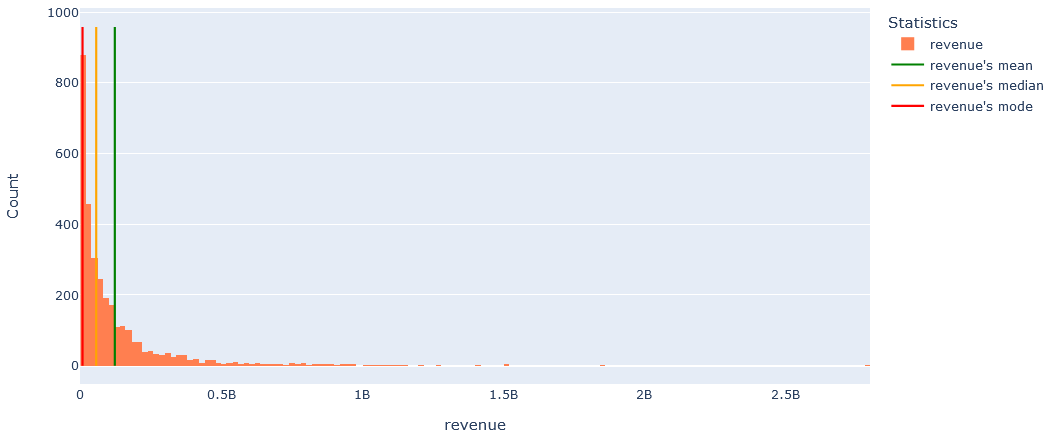 1000
800
600
400
200
0
Count
0
0.5B
1B
1.5B
2B
2.5B
revenue
Statistics
revenue
revenue's mean
revenue's median
revenue's mode